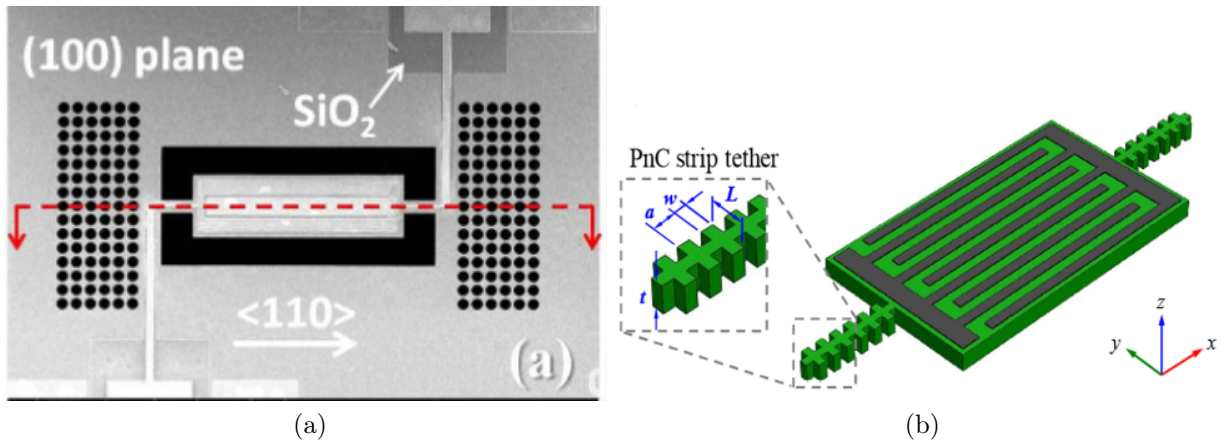 (100) plane
SiO₂
<110>
(a)
PnC strip tether
a
w
L
t
z
y
x
(a)
(b)